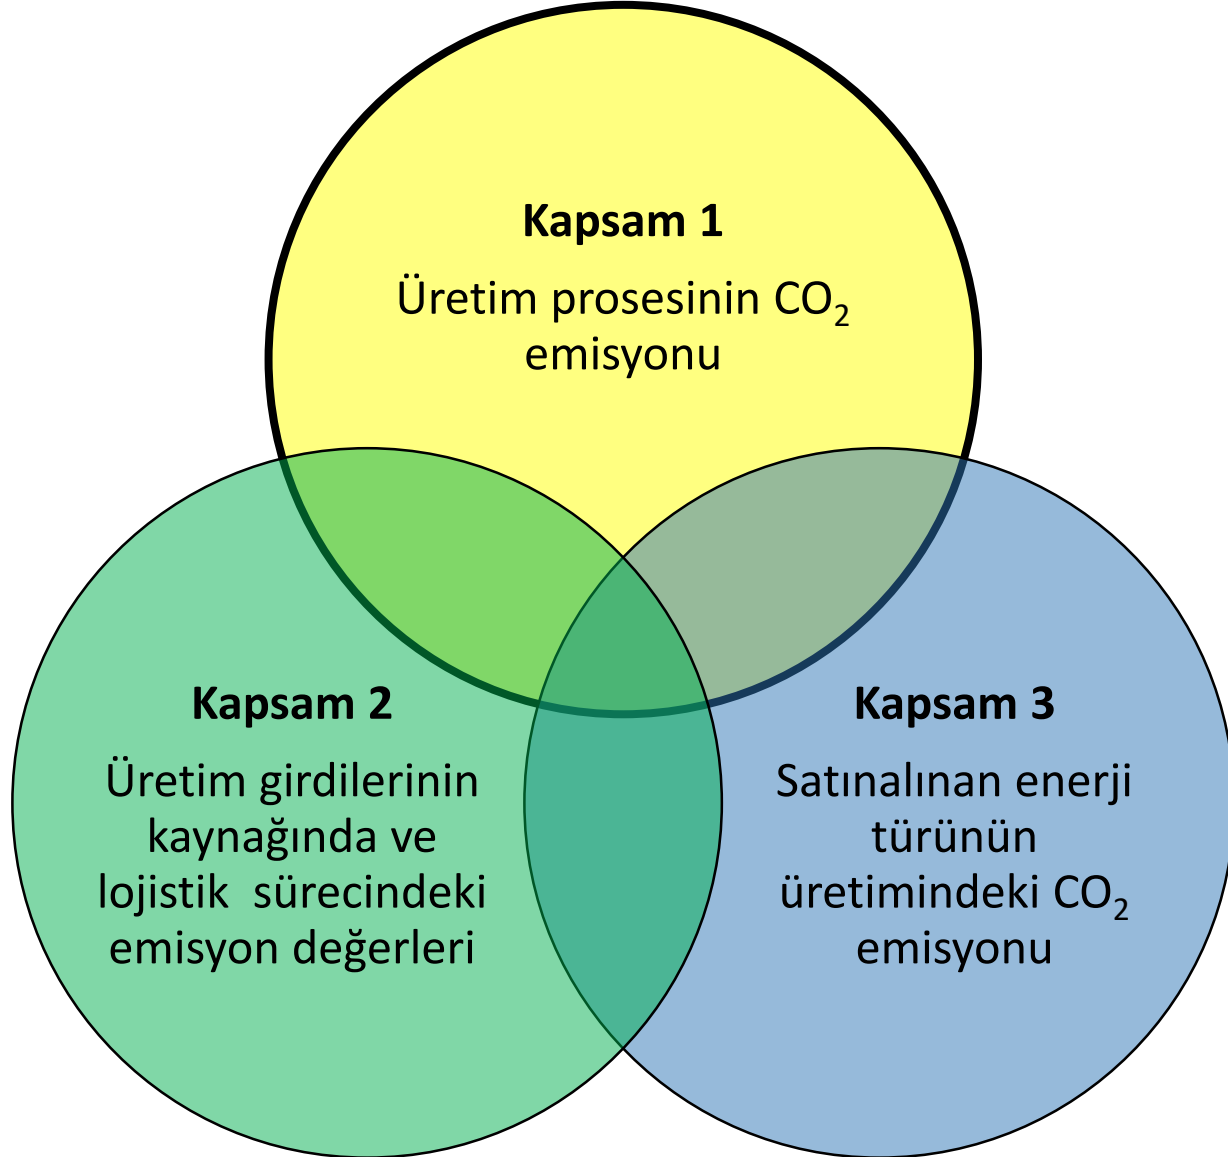 Kapsam 1
Üretim prosesinin CO₂
emisyonu
Kapsam 2
Üretim girdilerinin
kaynağında ve
lojistik  sürecindeki
emisyon değerleri
Kapsam 3
Satınalınan enerji
türünün
üretimindeki CO₂
emisyonu